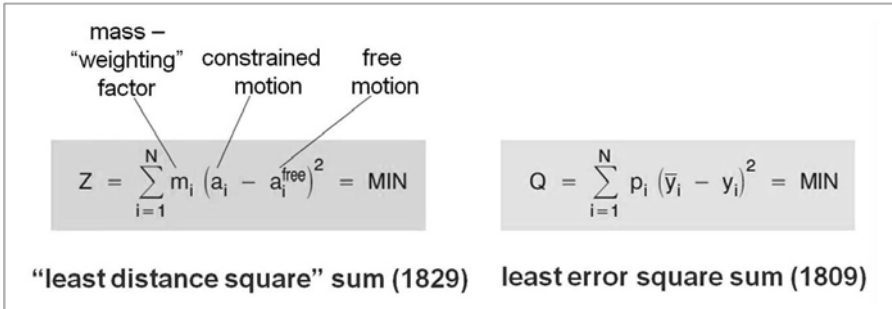 mass –
“weighting”
factor
constrained
motion
free
motion
Z = ∑ᵢ₌₁ᴺ mᵢ (aᵢ − aᵢᶠʳᵉᵉ)² = MIN
Q = ∑ᵢ₌₁ᴺ pᵢ (y̅ᵢ − yᵢ)² = MIN
“least distance square” sum (1829)
least error square sum (1809)